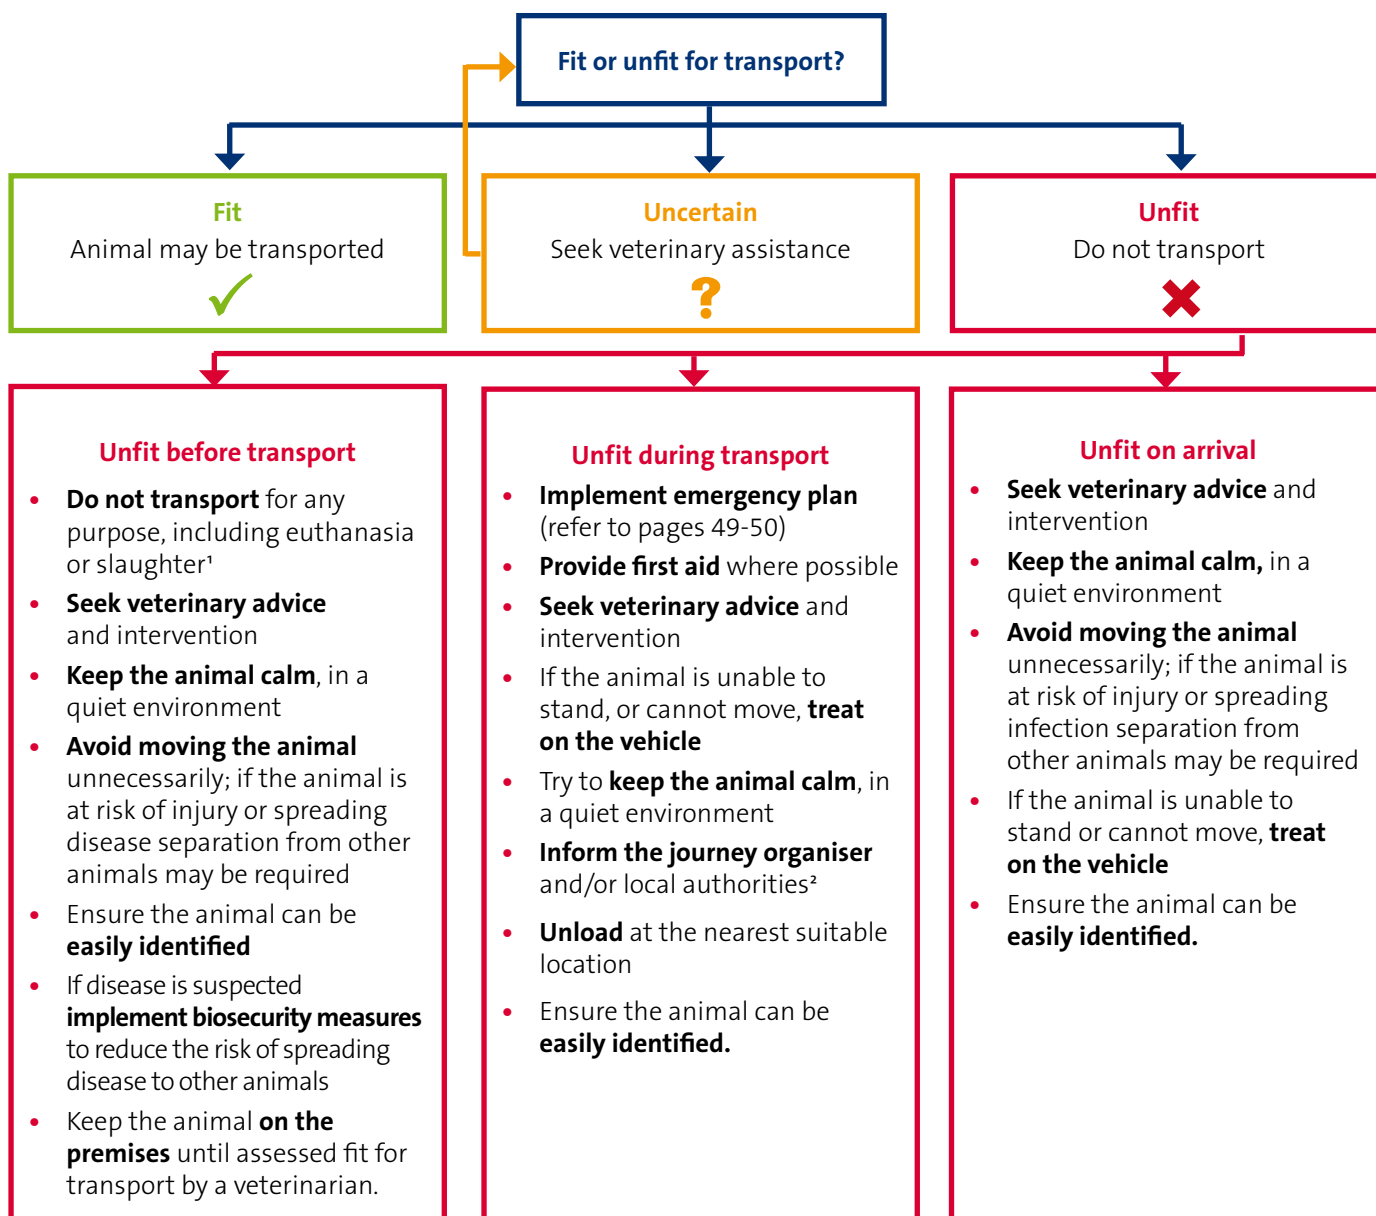 Fit or unfit for transport?
Fit
Animal may be transported
Uncertain
Seek veterinary assistance
?
Unfit
Do not transport
Unfit before transport
• Do not transport for any
purpose, including euthanasia
or slaughter¹
• Seek veterinary advice
and intervention
• Keep the animal calm, in a
quiet environment
• Avoid moving the animal
unnecessarily; if the animal is
at risk of injury or spreading
disease separation from other
animals may be required
• Ensure the animal can be
easily identified
• If disease is suspected
implement biosecurity measures
to reduce the risk of spreading
disease to other animals
• Keep the animal on the
premises until assessed fit for
transport by a veterinarian.
Unfit during transport
• Implement emergency plan
(refer to pages 49-50)
• Provide first aid where possible
• Seek veterinary advice and
intervention
• If the animal is unable to
stand, or cannot move, treat
on the vehicle
• Try to keep the animal calm, in
a quiet environment
• Inform the journey organiser
and/or local authorities²
• Unload at the nearest suitable
location
• Ensure the animal can be
easily identified.
Unfit on arrival
• Seek veterinary advice and
intervention
• Keep the animal calm, in a
quiet environment
• Avoid moving the animal
unnecessarily; if the animal is
at risk of injury or spreading
infection separation from
other animals may be required
• If the animal is unable to
stand or cannot move, treat
on the vehicle
• Ensure the animal can be
easily identified.